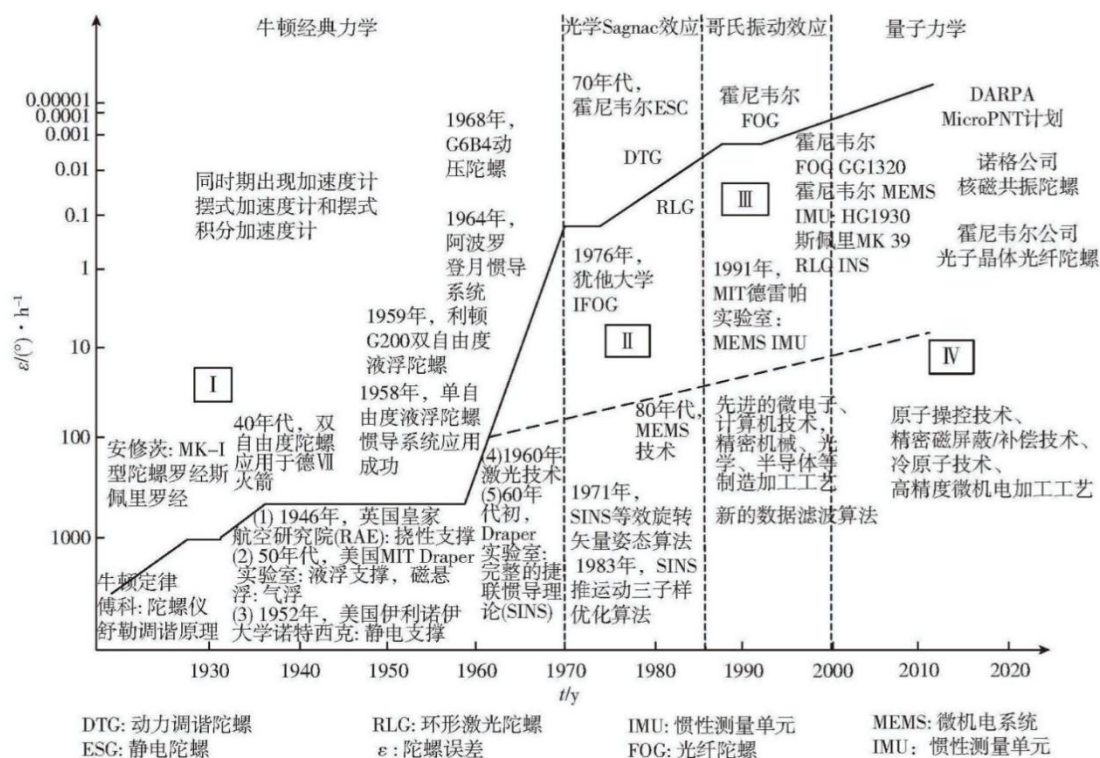 牛顿经典力学
光学Sagnac效应
哥氏振动效应
量子力学
0.00001
0.0001
0.001
0.01
0.1
1
10
100
1000
ε/(°)·h⁻¹
同时期出现加速度计
摆式加速度计和摆式
积分加速度计
1968年,
G6B4动
压陀螺
1964年,
阿波罗
登月惯导
系统
1959年, 利顿
G200双自由度
液浮陀螺
1958年, 单自
由度液浮陀螺
惯导系统应用
成功
I
安修茨: MK-I
型陀螺罗经斯
佩里罗经
40年代, 双
自由度陀螺
应用于德Ⅶ
火箭
牛顿定律
傅科: 陀螺仪
舒勒调谐原理
(1) 1946年, 英国皇家
航空研究院(RAE): 挠性支撑
(2) 50年代, 美国MIT Draper
实验室: 液浮支撑, 磁悬
浮: 气浮
(3) 1952年, 美国伊利诺伊
大学诺特西克: 静电支撑
(4)1960年
激光技术
(5)60年
代初,
Draper
实验室:
完整的捷
联惯导理
论(SINS)
70年代,
霍尼韦尔ESC
DTG
RLG
1976年,
犹他大学
IFOG
II
80年代,
MEMS
技术
1971年,
SINS等效旋转
矢量姿态算法
1983年, SINS
推运动三子样
优化算法
霍尼韦尔
FOG
III
霍尼韦尔
FOG GG1320
霍尼韦尔 MEMS
IMU: HG1930
斯佩里MK 39
RLG INS
1991年,
MIT德雷帕
实验室:
MEMS IMU
先进的微电子、
计算机技术,
精密机械、光
学、半导体等
制造加工工艺
新的数据滤波算法
DARPA
MicroPNT计划
诺格公司
核磁共振陀螺
霍尼韦尔公司
光子晶体光纤陀螺
IV
原子操控技术、
精密磁屏蔽/补偿技术、
冷原子技术、
高精度微机电加工工艺
1930
1940
1950
1960
1970
1980
1990
2000
2010
2020
t/y
DTG: 动力调谐陀螺
RLG: 环形激光陀螺
IMU: 惯性测量单元
MEMS: 微机电系统
ESG: 静电陀螺
ε: 陀螺误差
FOG: 光纤陀螺
IMU: 惯性测量单元